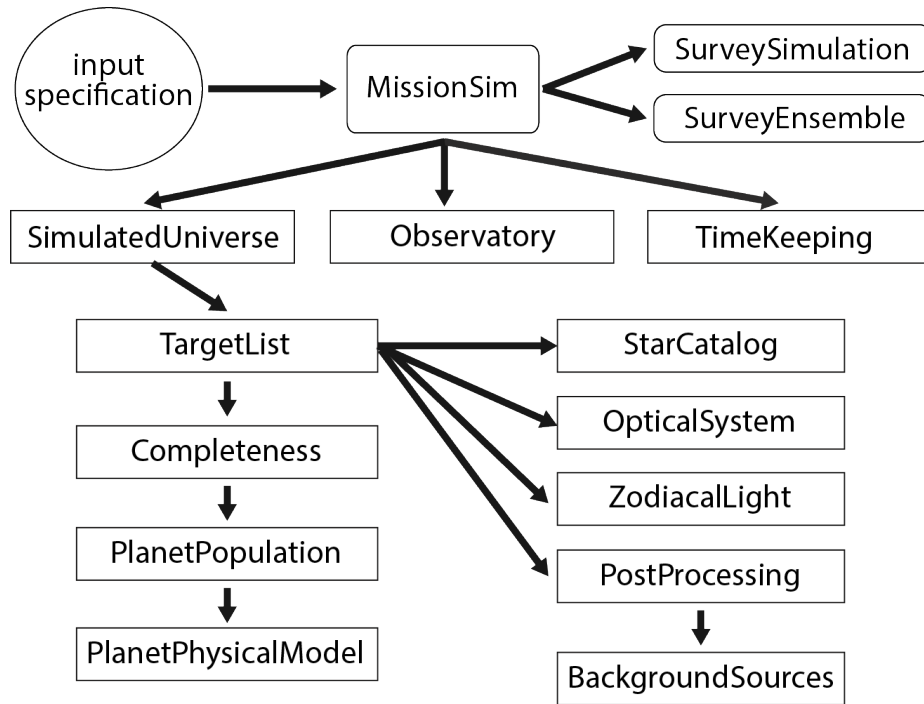 input
specification
MissionSim
SurveySimulation
SurveyEnsemble
SimulatedUniverse
Observatory
TimeKeeping
TargetList
StarCatalog
Completeness
OpticalSystem
PlanetPopulation
ZodiacalLight
PlanetPhysicalModel
PostProcessing
BackgroundSources